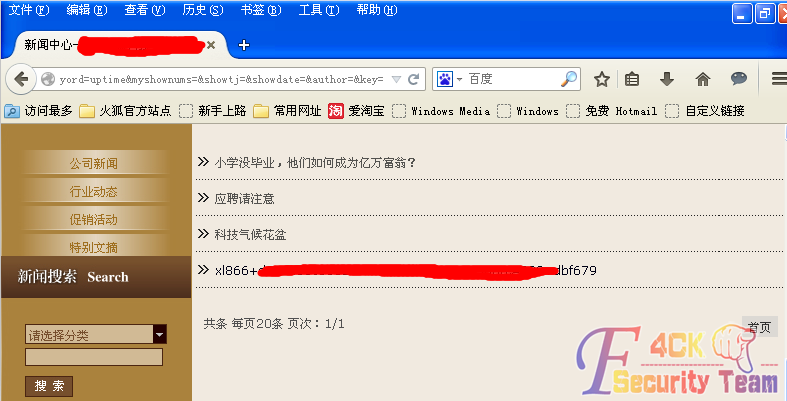 文件(F) 编辑(E) 查看(V) 历史(S) 书签(B) 工具(T) 帮助(H)
新闻中心-
yord=uptime&myshownums=&showtj=&showdate=&author=&key=
百度
访问最多 火狐官方站点 新手上路 常用网址 淘 爱淘宝 Windows Media Windows 免费 Hotmail 自定义链接
公司新闻
行业动态
促销活动
特别文摘
新闻搜索 Search
请选择分类
搜 索
小学没毕业，他们如何成为亿万富翁？
应聘请注意
科技气候花盆
xl866+ dbf679
共条 每页20条 页次：1/1
首页
F4CK
Security Team